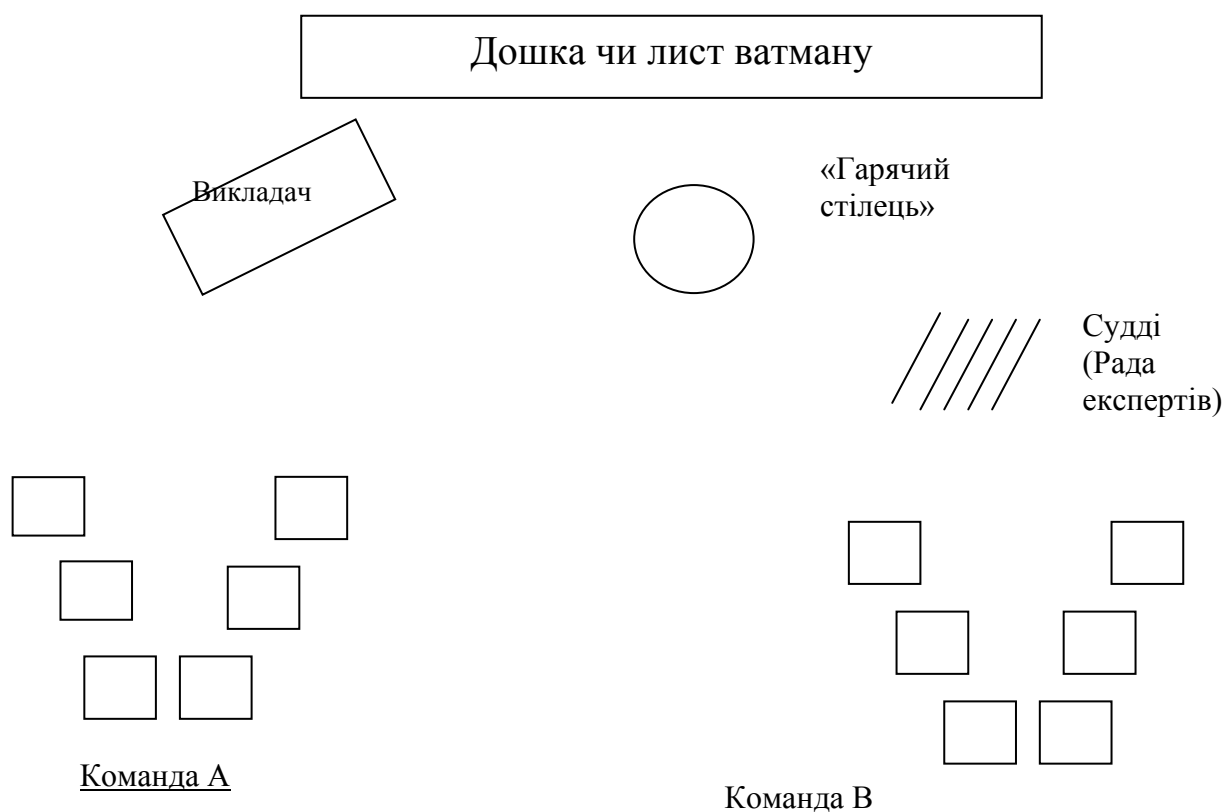 Дошка чи лист ватману
Викладач
«Гарячий
стілець»
Судді
(Рада
експертів)
Команда А
Команда В